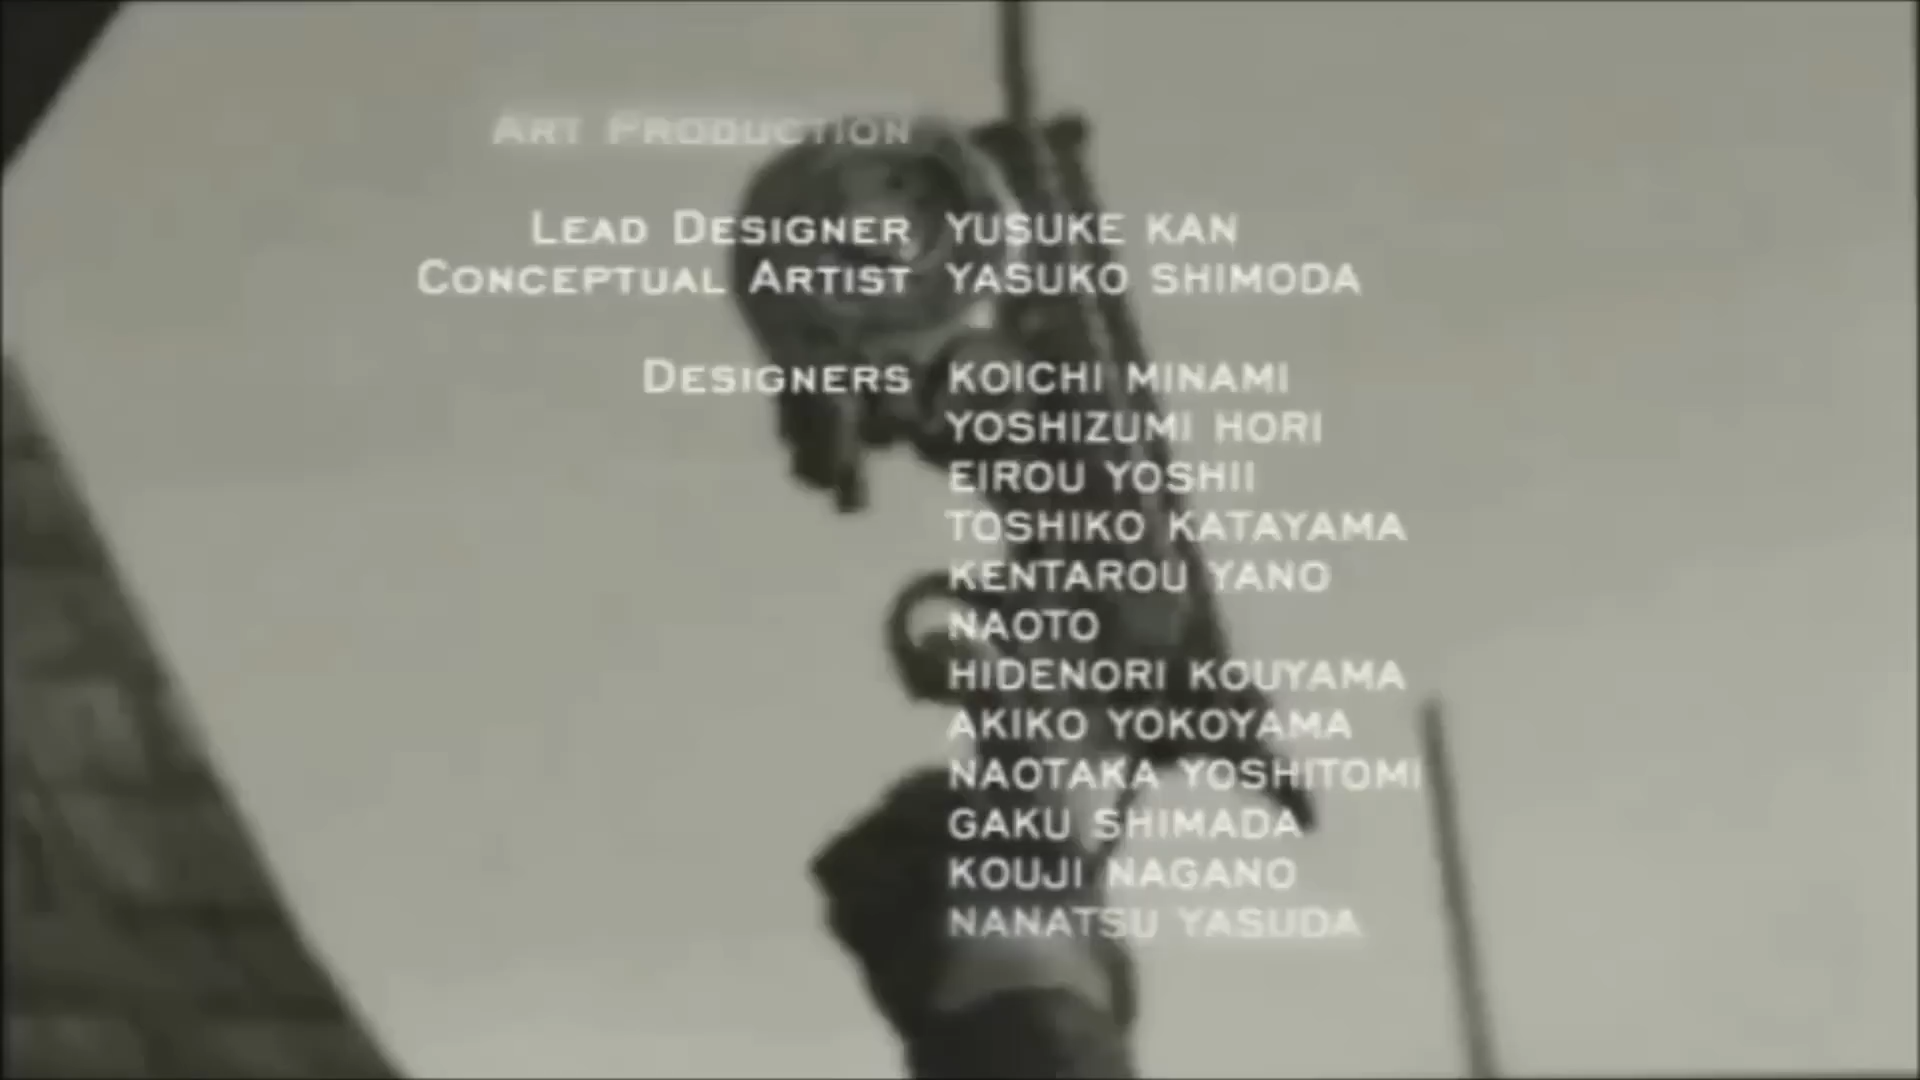 Art Production
Lead Designer YUSUKE KAN
Conceptual Artist YASUKO SHIMODA
Designers KOICHI MINAMI
YOSHIZUMI HORI
EIROU YOSHII
TOSHIKO KATAYAMA
KENTAROU YANO
NAOTO
HIDENORI KOUYAMA
AKIKO YOKOYAMA
NAOTAKA YOSHITOMI
GAKU SHIMADA
KOUJI NAGANO
NANATSU YASUDA